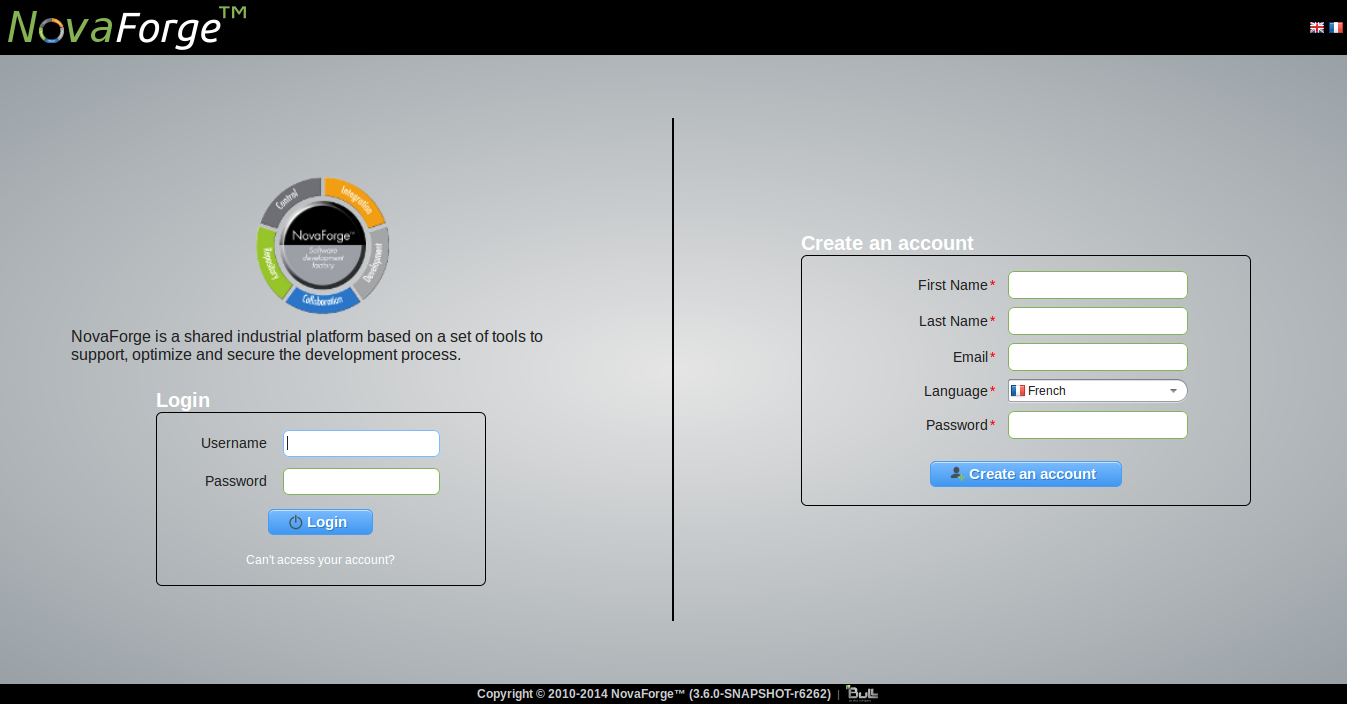 NovaForge™
Control
Integration
NovaForge™
Software
development
factory
Repository
Development
Collaboration
NovaForge is a shared industrial platform based on a set of tools to
support, optimize and secure the development process.
Login
Username
Password
Login
Can't access your account?
Create an account
First Name*
Last Name*
Email*
Language* French
Password*
Create an account
Copyright © 2010-2014 NovaForge™ (3.6.0-SNAPSHOT-r6262) | Bull